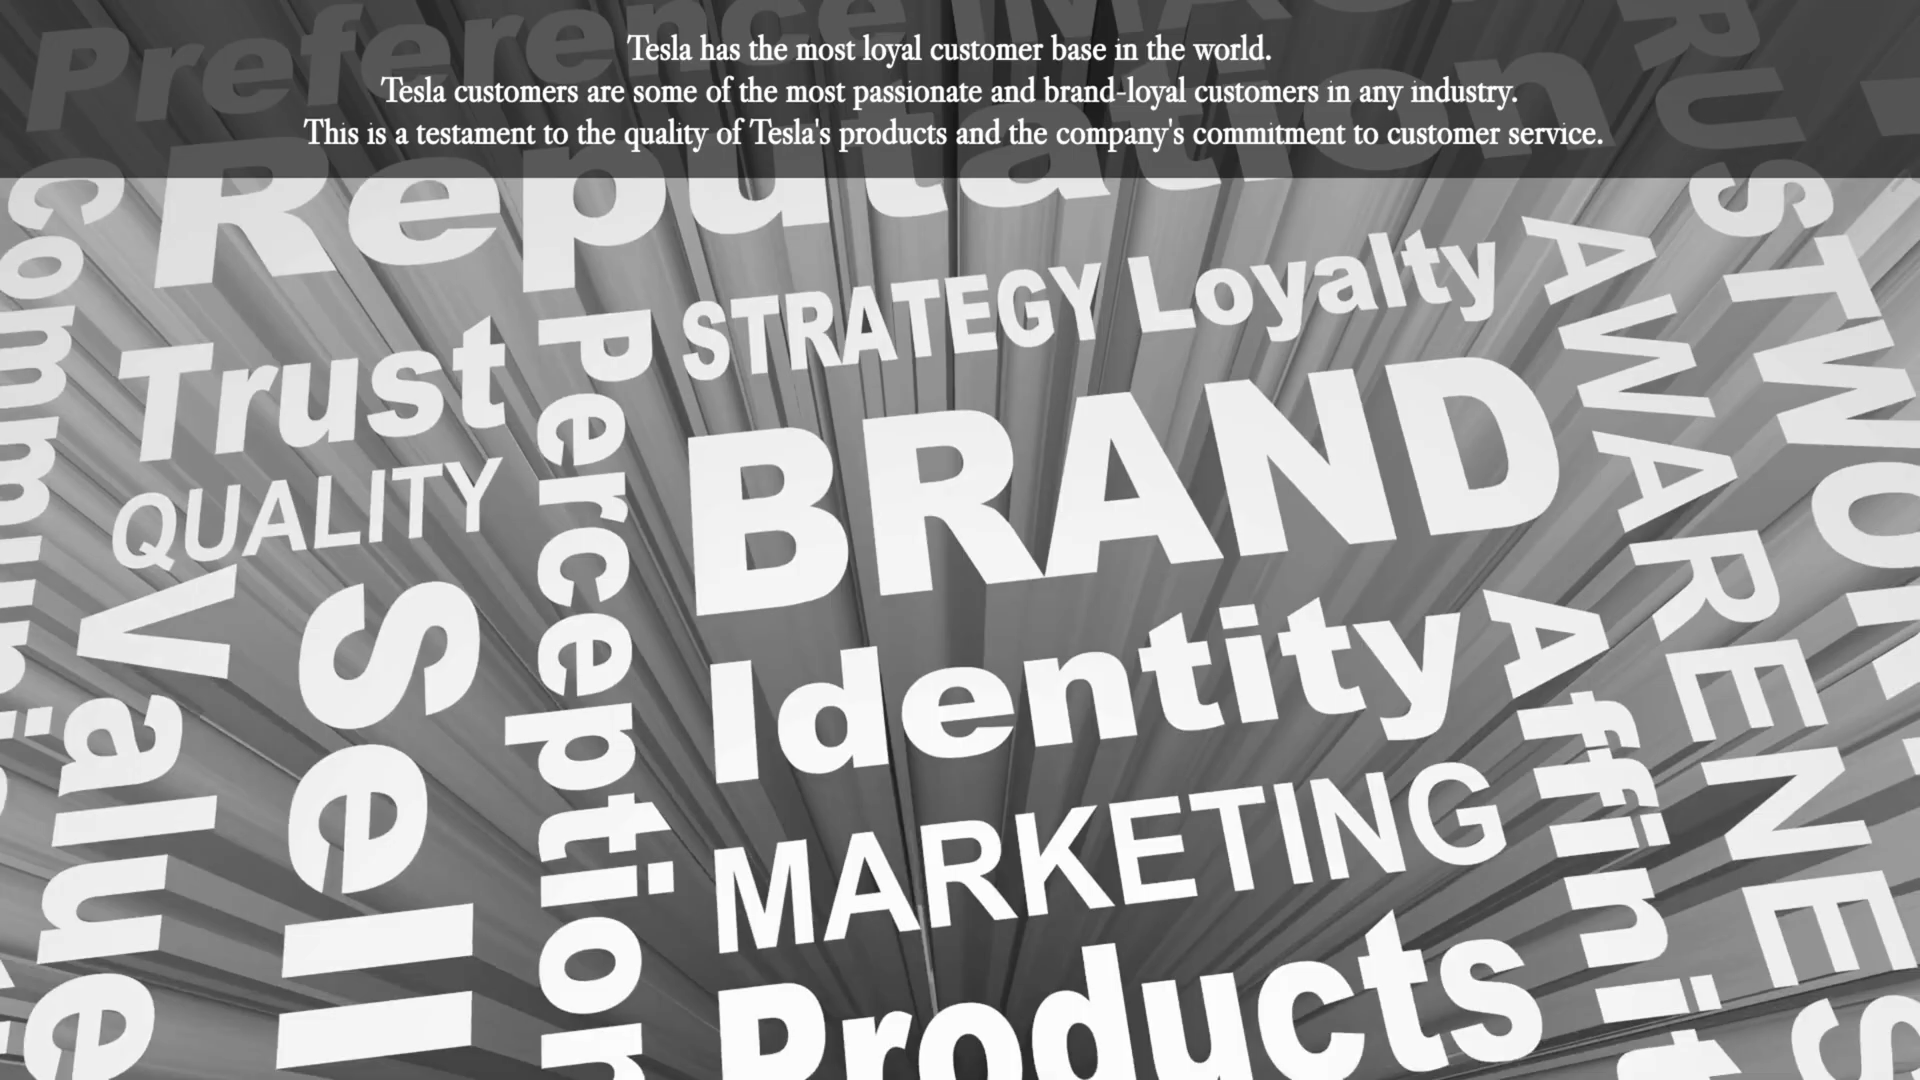 Tesla has the most loyal customer base in the world.
Tesla customers are some of the most passionate and brand-loyal customers in any industry.
This is a testament to the quality of Tesla's products and the company's commitment to customer service.
Preference
Reputation
STRATEGY Loyalty
Trust
QUALITY
BRAND
Identity
MARKETING
Products
Perception
Sell
Value
AWARENES